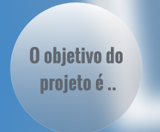 O objetivo do
projeto é ..